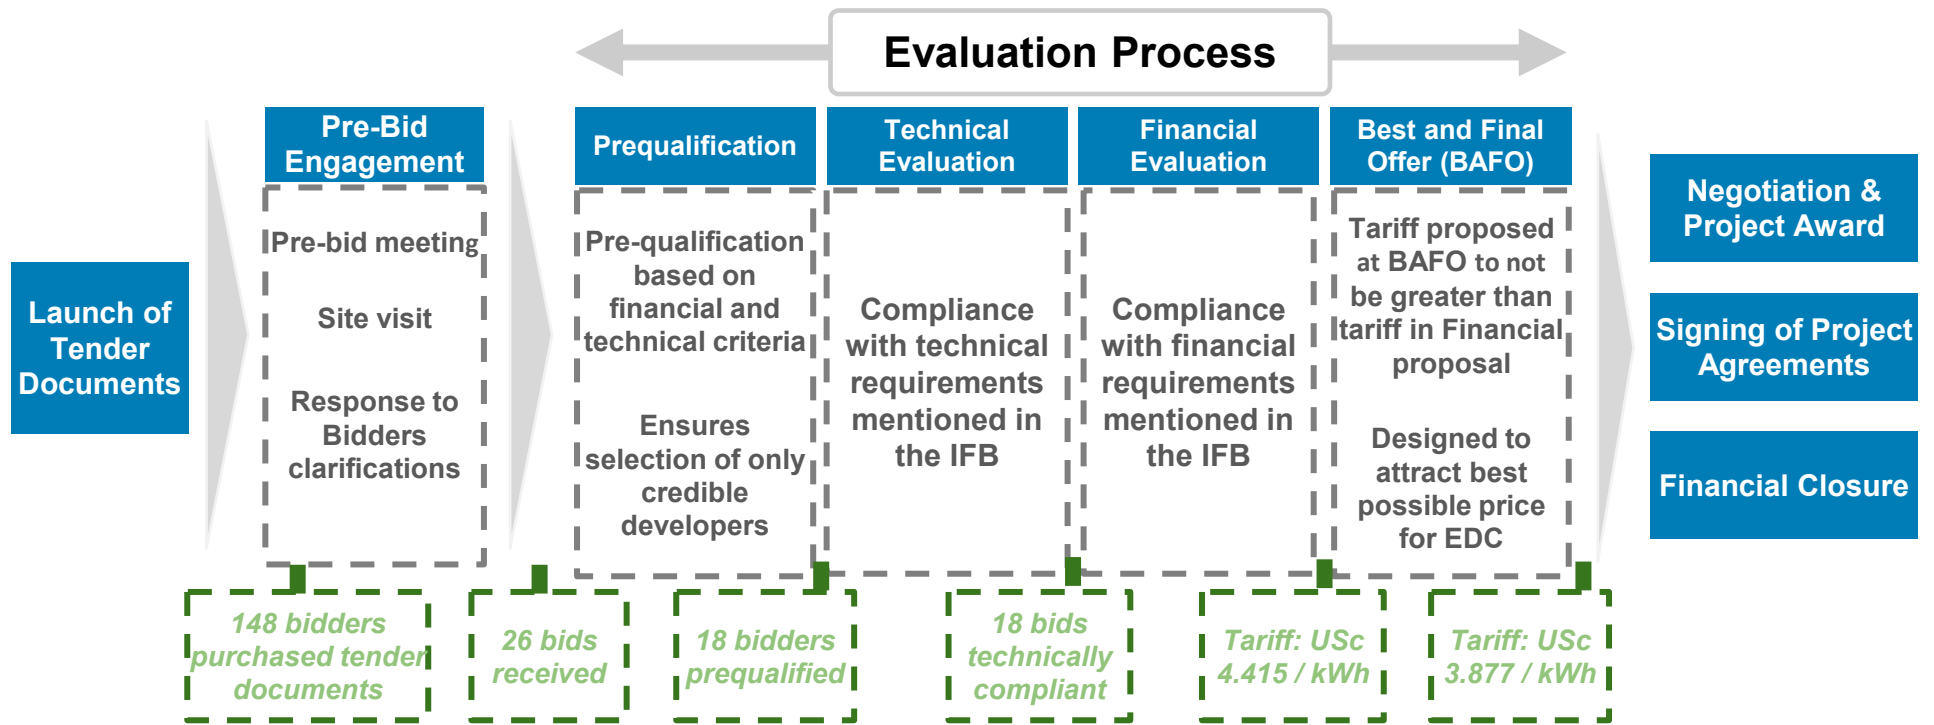 Evaluation Process
Launch of
Tender
Documents
Pre-Bid
Engagement
Pre-bid meeting
Site visit
Response to
Bidders
clarifications
Prequalification
Pre-qualification
based on
financial and
technical criteria
Ensures
selection of only
credible
developers
Technical
Evaluation
Compliance
with technical
requirements
mentioned in
the IFB
Financial
Evaluation
Compliance
with financial
requirements
mentioned in
the IFB
Best and Final
Offer (BAFO)
Tariff proposed
at BAFO to not
be greater than
tariff in Financial
proposal
Designed to
attract best
possible price
for EDC
Negotiation &
Project Award
Signing of Project
Agreements
Financial Closure
148 bidders
purchased tender
documents
26 bids
received
18 bidders
prequalified
18 bids
technically
compliant
Tariff: USc
4.415 / kWh
Tariff: USc
3.877 / kWh